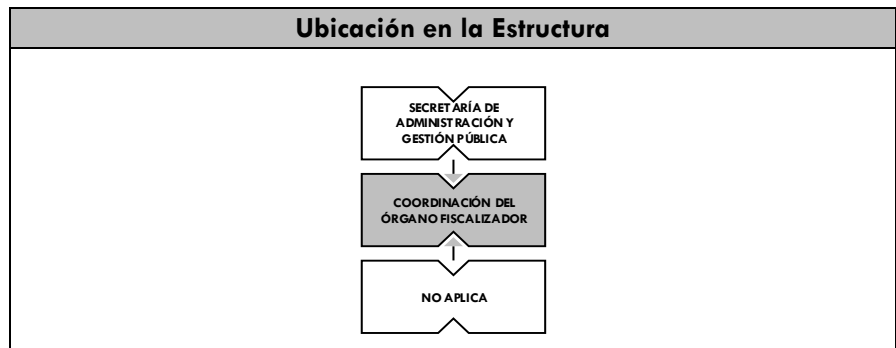 Ubicación en la Estructura
SECRETARÍA DE
ADMINISTRACIÓN Y
GESTIÓN PÚBLICA
COORDINACIÓN DEL
ÓRGANO FISCALIZADOR
NO APLICA